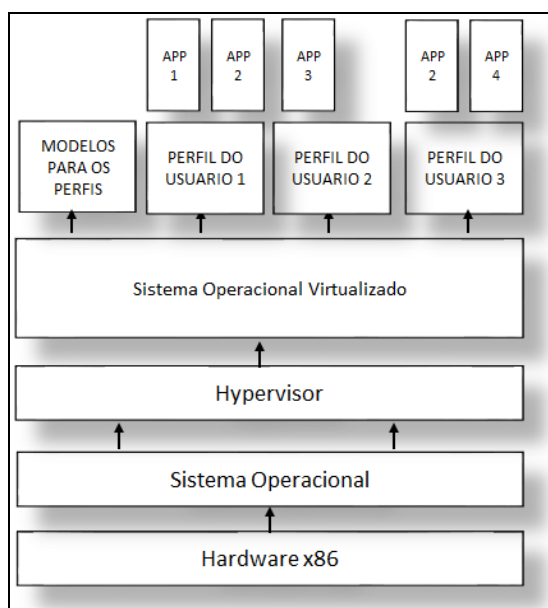 APP
1
APP
2
APP
3
APP
2
APP
4
MODELOS
PARA OS
PERFIS
PERFIL DO
USUARIO 1
PERFIL DO
USUARIO 2
PERFIL DO
USUARIO 3
Sistema Operacional Virtualizado
Hypervisor
Sistema Operacional
Hardware x86